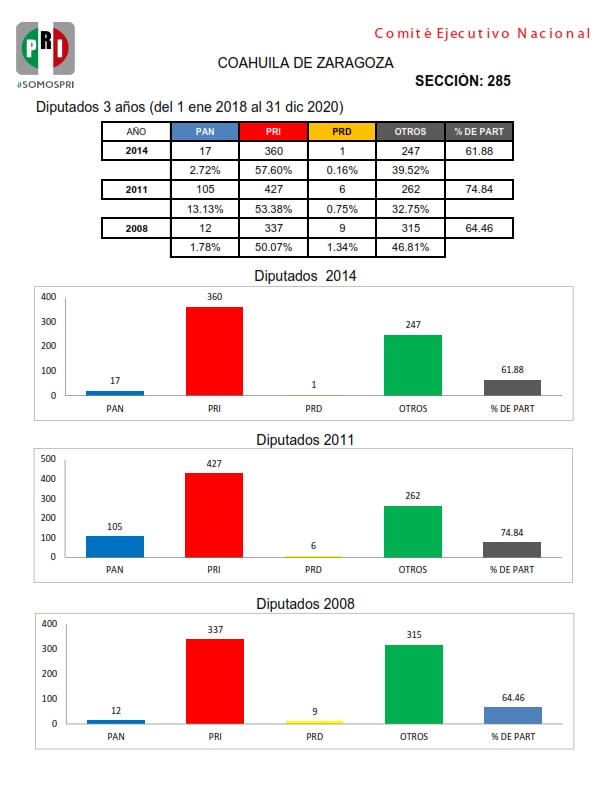 Comité Ejecutivo Nacional
PRI
#SOMOSPRI
COAHUILA DE ZARAGOZA
SECCIÓN: 285
Diputados 3 años (del 1 ene 2018 al 31 dic 2020)
AÑO PAN PRI PRD OTROS % DE PART
2014 17 360 1 247 61.88
2.72% 57.60% 0.16% 39.52%
2011 105 427 6 262 74.84
13.13% 53.38% 0.75% 32.75%
2008 12 337 9 315 64.46
1.78% 50.07% 1.34% 46.81%
Diputados 2014
400
300
200
100
0
17 360 1 247 61.88
PAN PRI PRD OTROS % DE PART
Diputados 2011
500
400
300
200
100
0
105 427 6 262 74.84
PAN PRI PRD OTROS % DE PART
Diputados 2008
400
300
200
100
0
12 337 9 315 64.46
PAN PRI PRD OTROS % DE PART